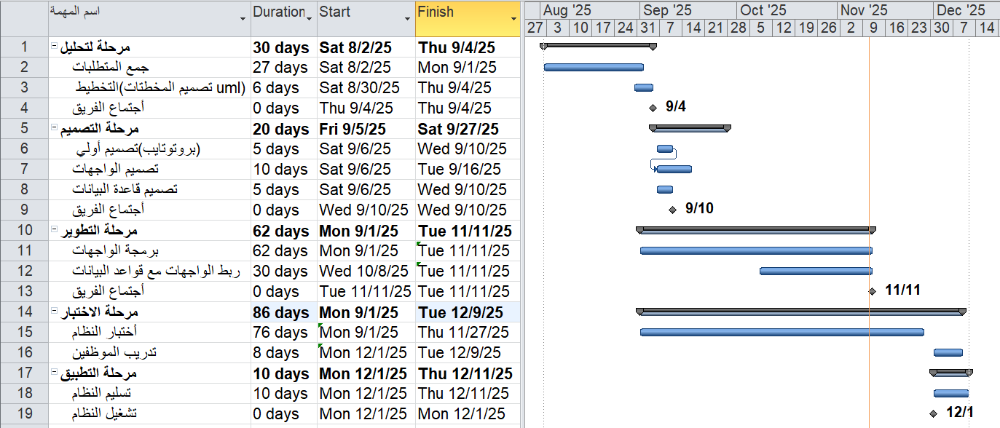 اسم المهمة Duration Start Finish Aug '25 Sep '25 Oct '25 Nov '25 Dec '25
27 3 10 17 24 31 7 14 21 28 5 12 19 26 2 9 16 23 30 7 14
1 مرحلة لتحليل 30 days Sat 8/2/25 Thu 9/4/25
2 جمع المتطلبات 27 days Sat 8/2/25 Mon 9/1/25
3 التخطيط(تصميم المخطتات uml) 6 days Sat 8/30/25 Thu 9/4/25
4 أجتماع الفريق 0 days Thu 9/4/25 Thu 9/4/25 9/4
5 مرحلة التصميم 20 days Fri 9/5/25 Sat 9/27/25
6 تصميم أولي(بروتوتايب) 5 days Sat 9/6/25 Wed 9/10/25
7 تصميم الواجهات 10 days Sat 9/6/25 Tue 9/16/25
8 تصميم قاعدة البيانات 5 days Sat 9/6/25 Wed 9/10/25
9 أجتماع الفريق 0 days Wed 9/10/25 Wed 9/10/25 9/10
10 مرحلة التطوير 62 days Mon 9/1/25 Tue 11/11/25
11 برمجة الواجهات 62 days Mon 9/1/25 Tue 11/11/25
12 ربط الواجهات مع قواعد البيانات 30 days Wed 10/8/25 Tue 11/11/25
13 أجتماع الفريق 0 days Tue 11/11/25 Tue 11/11/25 11/11
14 مرحلة الاختبار 86 days Mon 9/1/25 Tue 12/9/25
15 أختبار النظام 76 days Mon 9/1/25 Thu 11/27/25
16 تدريب الموظفين 8 days Mon 12/1/25 Tue 12/9/25
17 مرحلة التطبيق 10 days Mon 12/1/25 Thu 12/11/25
18 تسليم النظام 10 days Mon 12/1/25 Thu 12/11/25
19 تشغيل النظام 0 days Mon 12/1/25 Mon 12/1/25 12/1